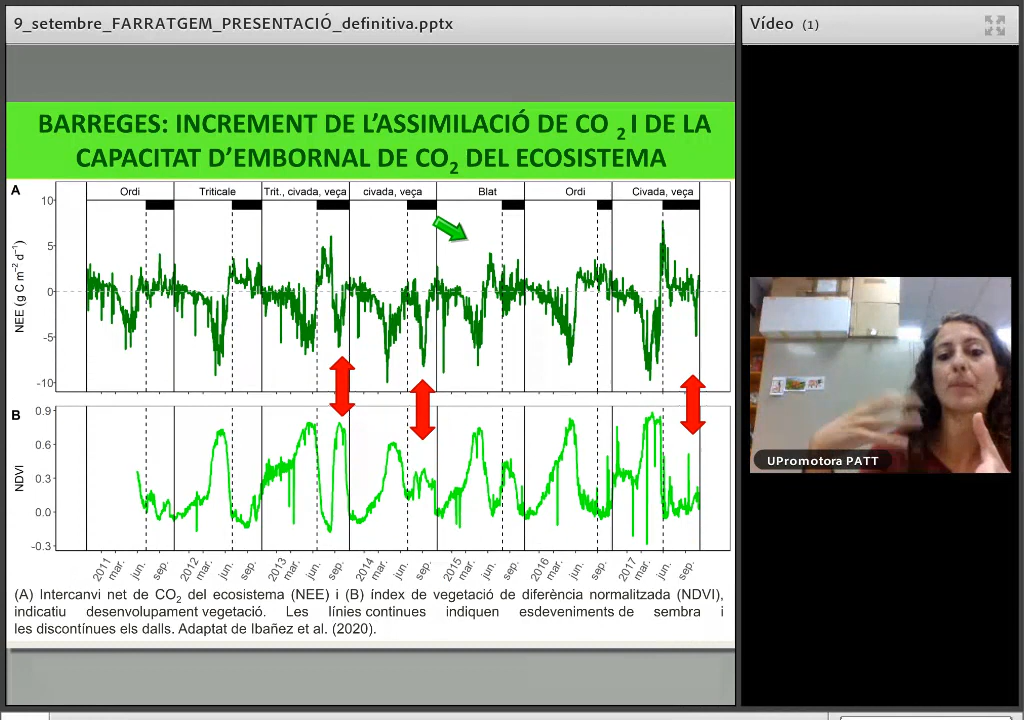 9_setembre_FARRATGEM_PRESENTACIÓ_definitiva.pptx
Vídeo (1)
BARREGES: INCREMENT DE L'ASSIMILACIÓ DE CO 2 I DE LA
CAPACITAT D'EMBORNAL DE CO2 DEL ECOSISTEMA
A
Ordi Triticale Trit., civada, veça civada, veça Blat Ordi Civada, veça
10
5
0
-5
-10
NEE (g C m-2 d-1)
B
0.9
0.6
0.3
0.0
-0.3
NDVI
2011 mar. jun. sep. 2012 mar. jun. sep. 2013 mar. jun. sep. 2014 mar. jun. sep. 2015 mar. jun. sep. 2016 mar. jun. sep. 2017 mar. jun. sep.
(A) Intercanvi net de CO2 del ecosistema (NEE) i (B) índex de vegetació de diferència normalitzada (NDVI),
indicatiu desenvolupament vegetació. Les línies continues indiquen esdeveniments de sembra i
les discontínues els dalls. Adaptat de Ibañez et al. (2020).
UPromotora PATT